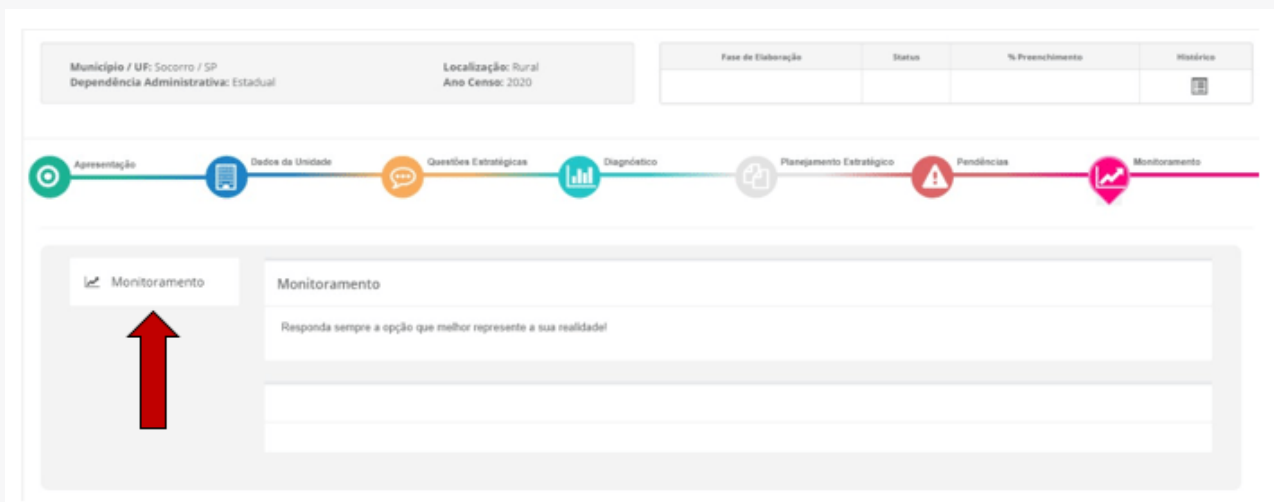 Município / UF: Socorro / SP
Localização: Rural
Dependência Administrativa: Estadual
Ano Censo: 2020
Fase de Elaboração
Status
% Preenchimento
Histórico
Apresentação
Dados da Unidade
Questões Estratégicas
Diagnóstico
Planejamento Estratégico
Pendências
Monitoramento
Monitoramento
Monitoramento
Responda sempre a opção que melhor represente a sua realidade!